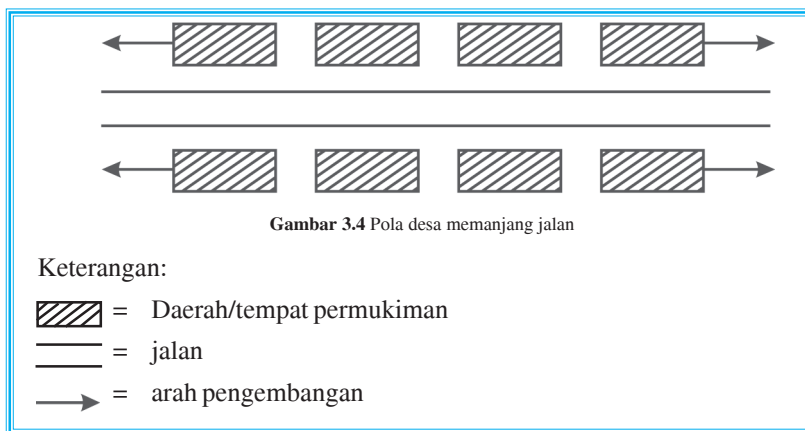 Gambar 3.4 Pola desa memanjang jalan
Keterangan:
= Daerah/tempat permukiman
= jalan
= arah pengembangan